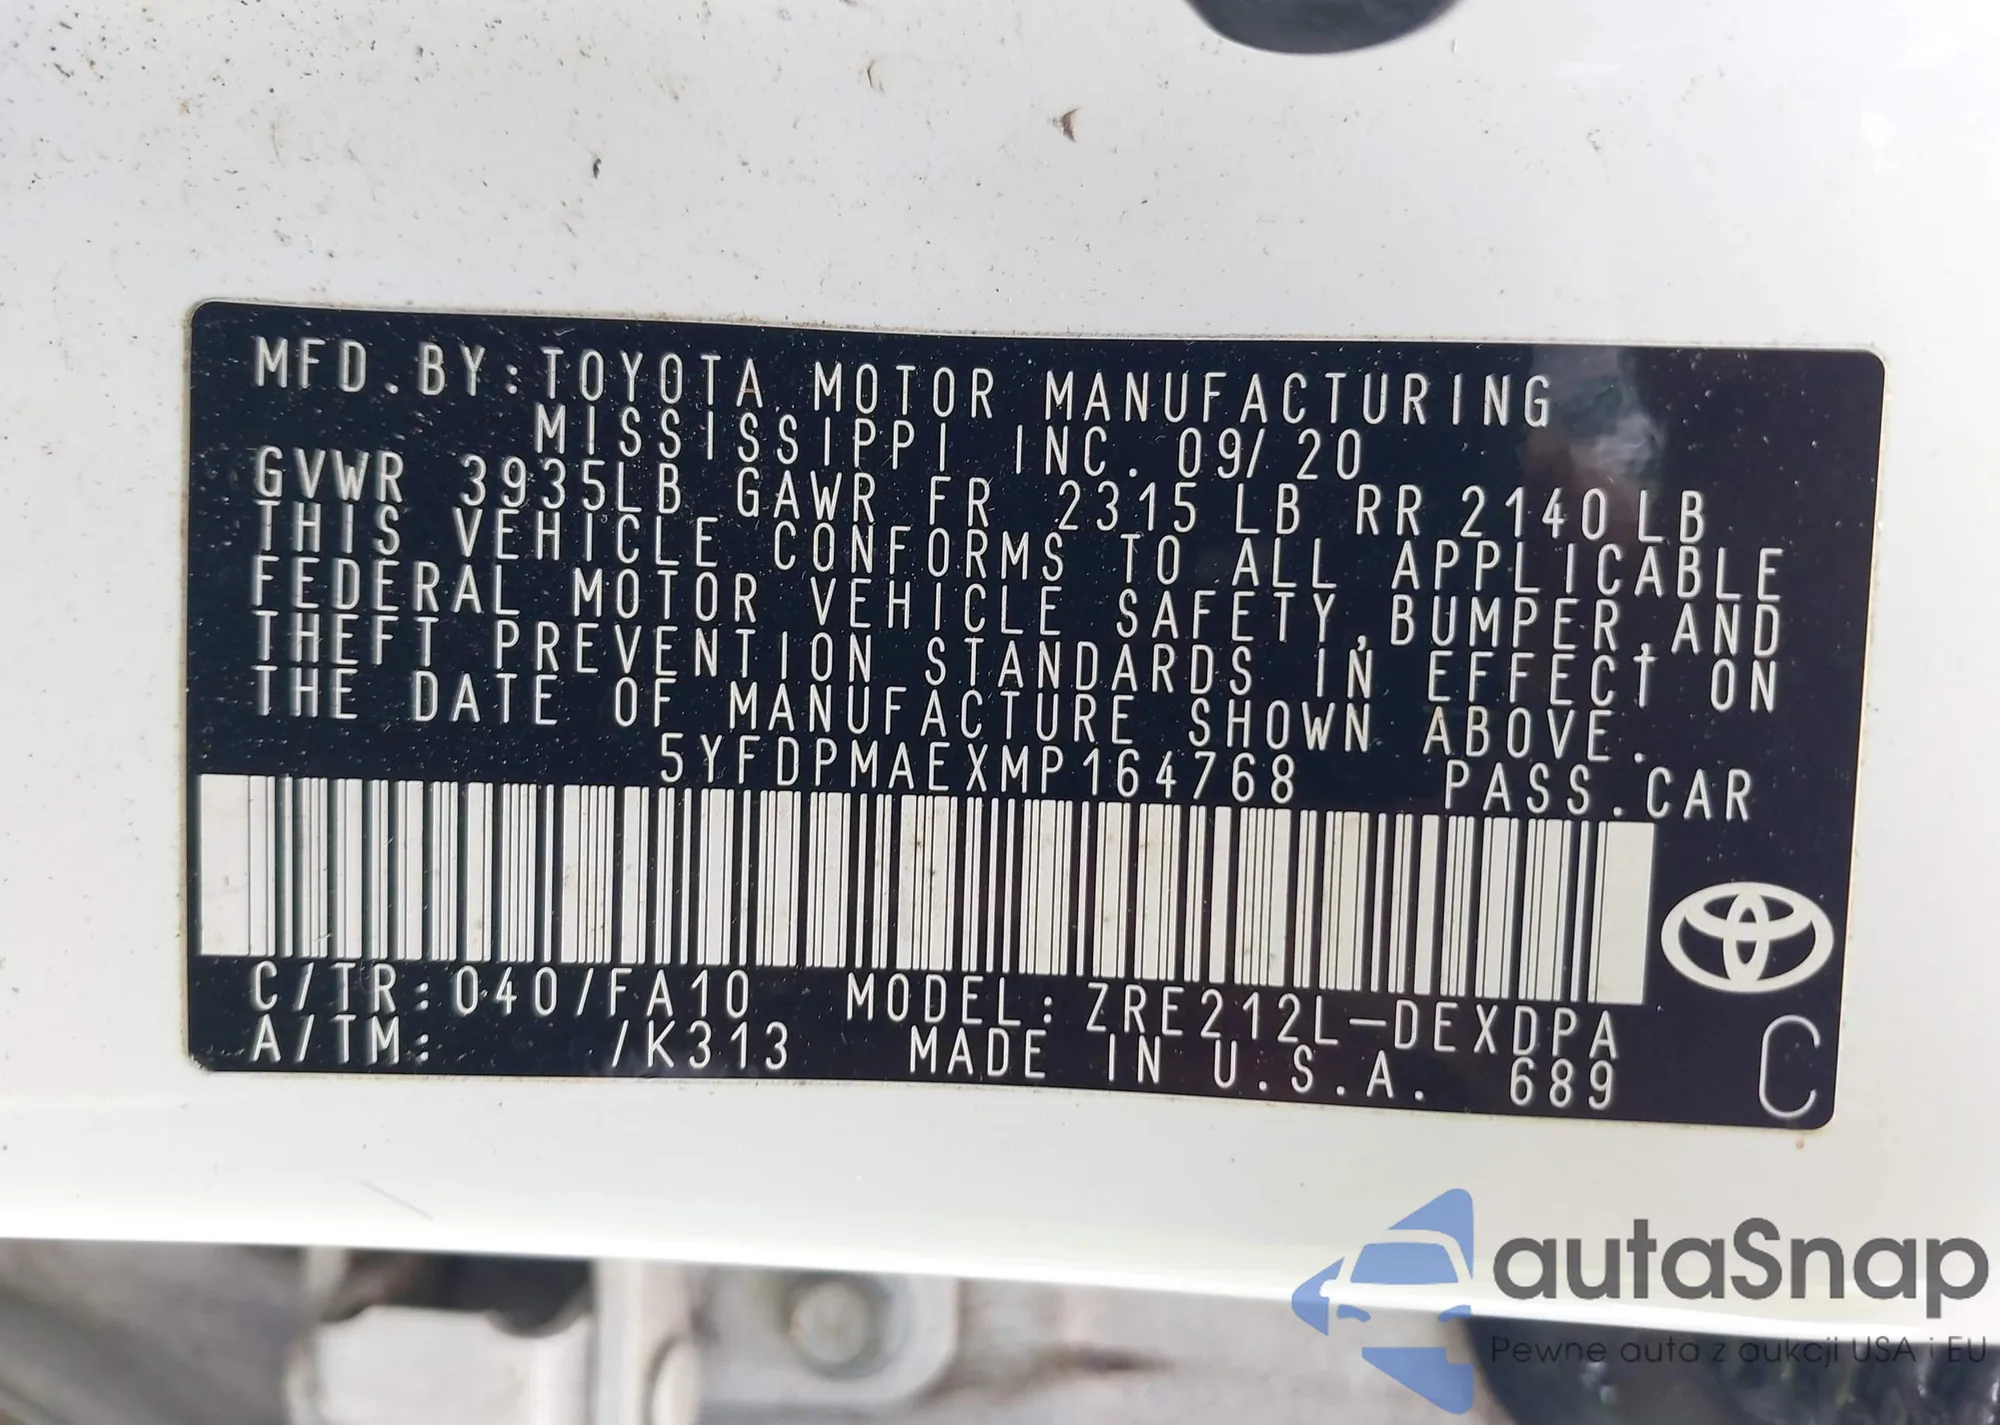 MFD.BY:TOYOTA MOTOR MANUFACTURING
MISSISSIPPI INC. 09/20
GVWR 3935LB GAWR FR 2315 LB RR 2140 LB
THIS VEHICLE CONFORMS TO ALL APPLICABLE
FEDERAL MOTOR VEHICLE SAFETY,BUMPER,AND
THEFT PREVENTION STANDARDS IN EFFECT ON
THE DATE OF MANUFACTURE SHOWN ABOVE.
5YFDPMAEXMP164768 PASS.CAR
C/TR:040/FA10 MODEL:ZRE212L-DEXDPA
A/TM: /K313 MADE IN U.S.A. 689
C
autaSnap
Pewne auta z aukcji USA i EU